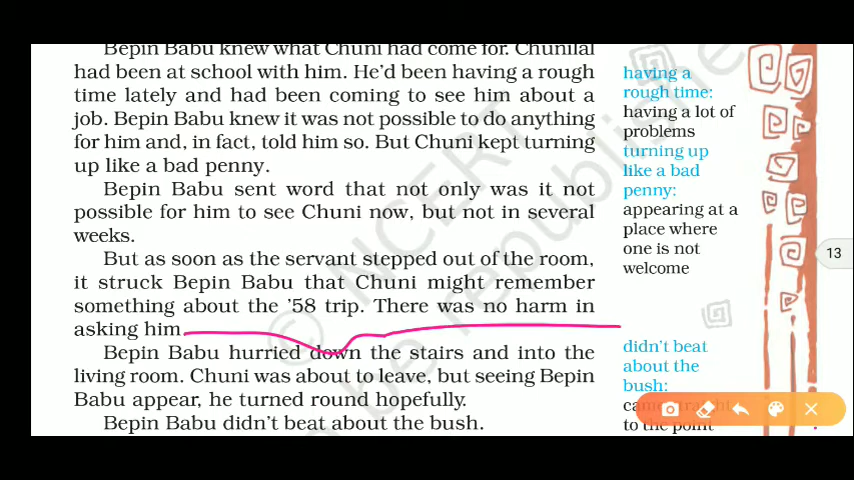 Bepin Babu knew what Chuni had come for. Chunilal
had been at school with him. He'd been having a rough
time lately and had been coming to see him about a
job. Bepin Babu knew it was not possible to do anything
for him and, in fact, told him so. But Chuni kept turning
up like a bad penny.
Bepin Babu sent word that not only was it not
possible for him to see Chuni now, but not in several
weeks.
But as soon as the servant stepped out of the room,
it struck Bepin Babu that Chuni might remember
something about the '58 trip. There was no harm in
asking him
Bepin Babu hurried down the stairs and into the
living room. Chuni was about to leave, but seeing Bepin
Babu appear, he turned round hopefully.
Bepin Babu didn't beat about the bush.
having a
rough time:
having a lot of
problems
turning up
like a bad
penny:
appearing at a
place where
one is not
welcome
didn't beat
about the
bush:
to the point
13
© NCERT
be republished